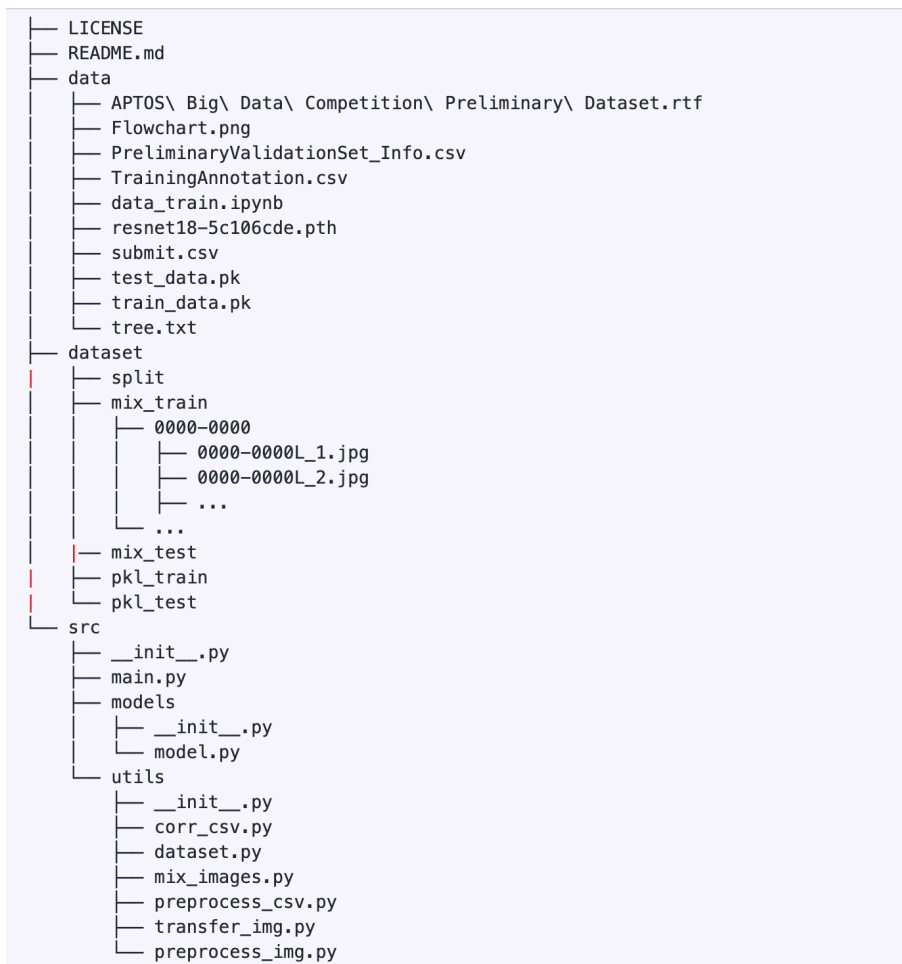 ├── LICENSE
├── README.md
├── data
│   ├── APTOS\ Big\ Data\ Competition\ Preliminary\ Dataset.rtf
│   ├── Flowchart.png
│   ├── PreliminaryValidationSet_Info.csv
│   ├── TrainingAnnotation.csv
│   ├── data_train.ipynb
│   ├── resnet18-5c106cde.pth
│   ├── submit.csv
│   ├── test_data.pk
│   ├── train_data.pk
│   └── tree.txt
├── dataset
|   ├── split
│   ├── mix_train
│   │   ├── 0000-0000
│   │   │   ├── 0000-0000L_1.jpg
│   │   │   ├── 0000-0000L_2.jpg
│   │   │   ├── ...
│   │   └── ...
│   |── mix_test
|   ├── pkl_train
|   └── pkl_test
└── src
    ├── __init__.py
    ├── main.py
    ├── models
    │   ├── __init__.py
    │   └── model.py
    └── utils
        ├── __init__.py
        ├── corr_csv.py
        ├── dataset.py
        ├── mix_images.py
        ├── preprocess_csv.py
        ├── transfer_img.py
        └── preprocess_img.py